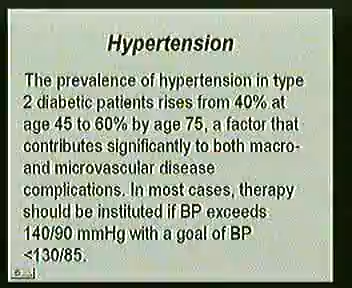 Hypertension
The prevalence of hypertension in type
2 diabetic patients rises from 40% at
age 45 to 60% by age 75, a factor that
contributes significantly to both macro-
and microvascular disease
complications. In most cases, therapy
should be instituted if BP exceeds
140/90 mmHg with a goal of BP
<130/85.